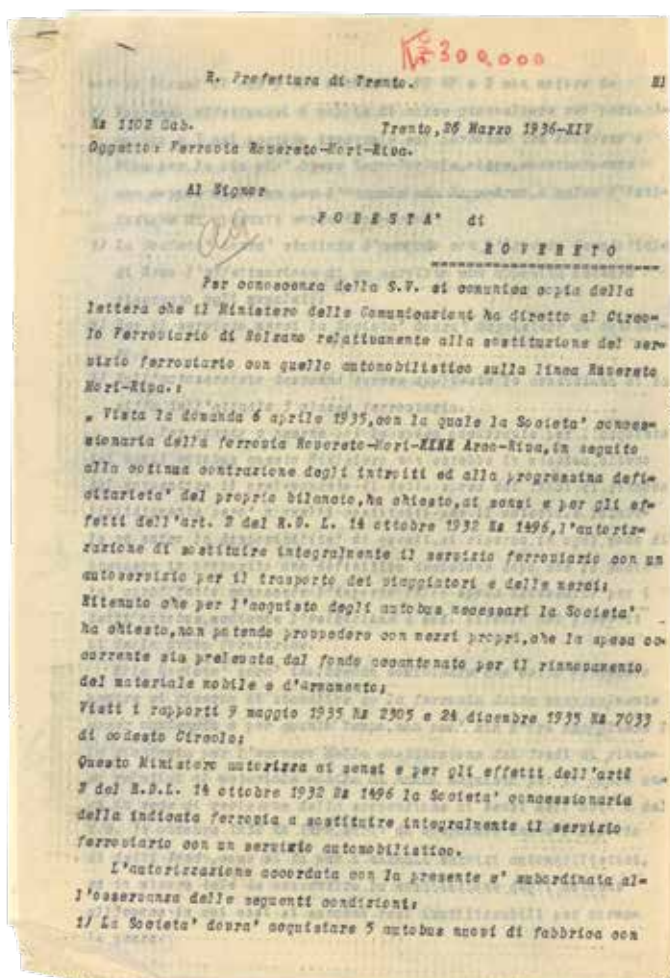 300,000
R. Prefettura di Trento.
N° 1102 Gab. Trento,26 Marzo 1936-XIV
Oggetto: Ferrovia Rovereto-Mori-Riva.
Al Signor
PODESTA' di
ROVERETO
Per conoscenza della S.V. si comunica copia della
lettera che il Ministero delle Comunicazioni ha diretto al Circo=
lo Ferroviario di Bolzano relativamente alla sostituzione del ser=
vizio ferroviario con quello automobilistico sulla linea Rovereto
Mori-Riva.:
" Vista la domanda 6 aprile 1935,con la quale la Societa' conces=
sionaria della ferrovia Rovereto-Mori-XXXX Arco-Riva,in seguito
alla cotinua contrazione degli introiti ed alla progressiva defi=
citarieta' del proprio bilancio,ha chiesto,ai sensi e per gli ef=
fetti dell'art. 2 del R.D. L. 14 ottobre 1932 N° 1496,l'autoriz=
zazione di sostituire integralmente il servizio ferroviario con un
autoservizio per il trasporto dei viaggiatori e delle merci;
Ritenuto che per l'acquisto degli autobus necessari la Societa'
ha chiesto,non potendo provvedere con mezzi propri,che la spesa oc=
corrente sia prelevata dal fondo accantonato per il rinnovamento
del materiale mobile e d'armamento;
Visti i rapporti 9 maggio 1935 N° 2305 e 24 dicembre 1935 N° 7033
di codesto Circolo;
Questo Ministero autorizza ai sensi e per gli effetti dell'art°
2 del R.D.L. 14 ottobre 1932 N° 1496 la Societa' concessionaria
della indicata ferrovia a sostituire integralmente il servizio
ferroviario con un servizio automobilistico.
L'autorizzazione accordata con la presente e' subordinata al=
l'osservanza delle seguenti condizioni:
1/ La Societa' dovra' acquistare 5 autobus nuovi di fabbrica con